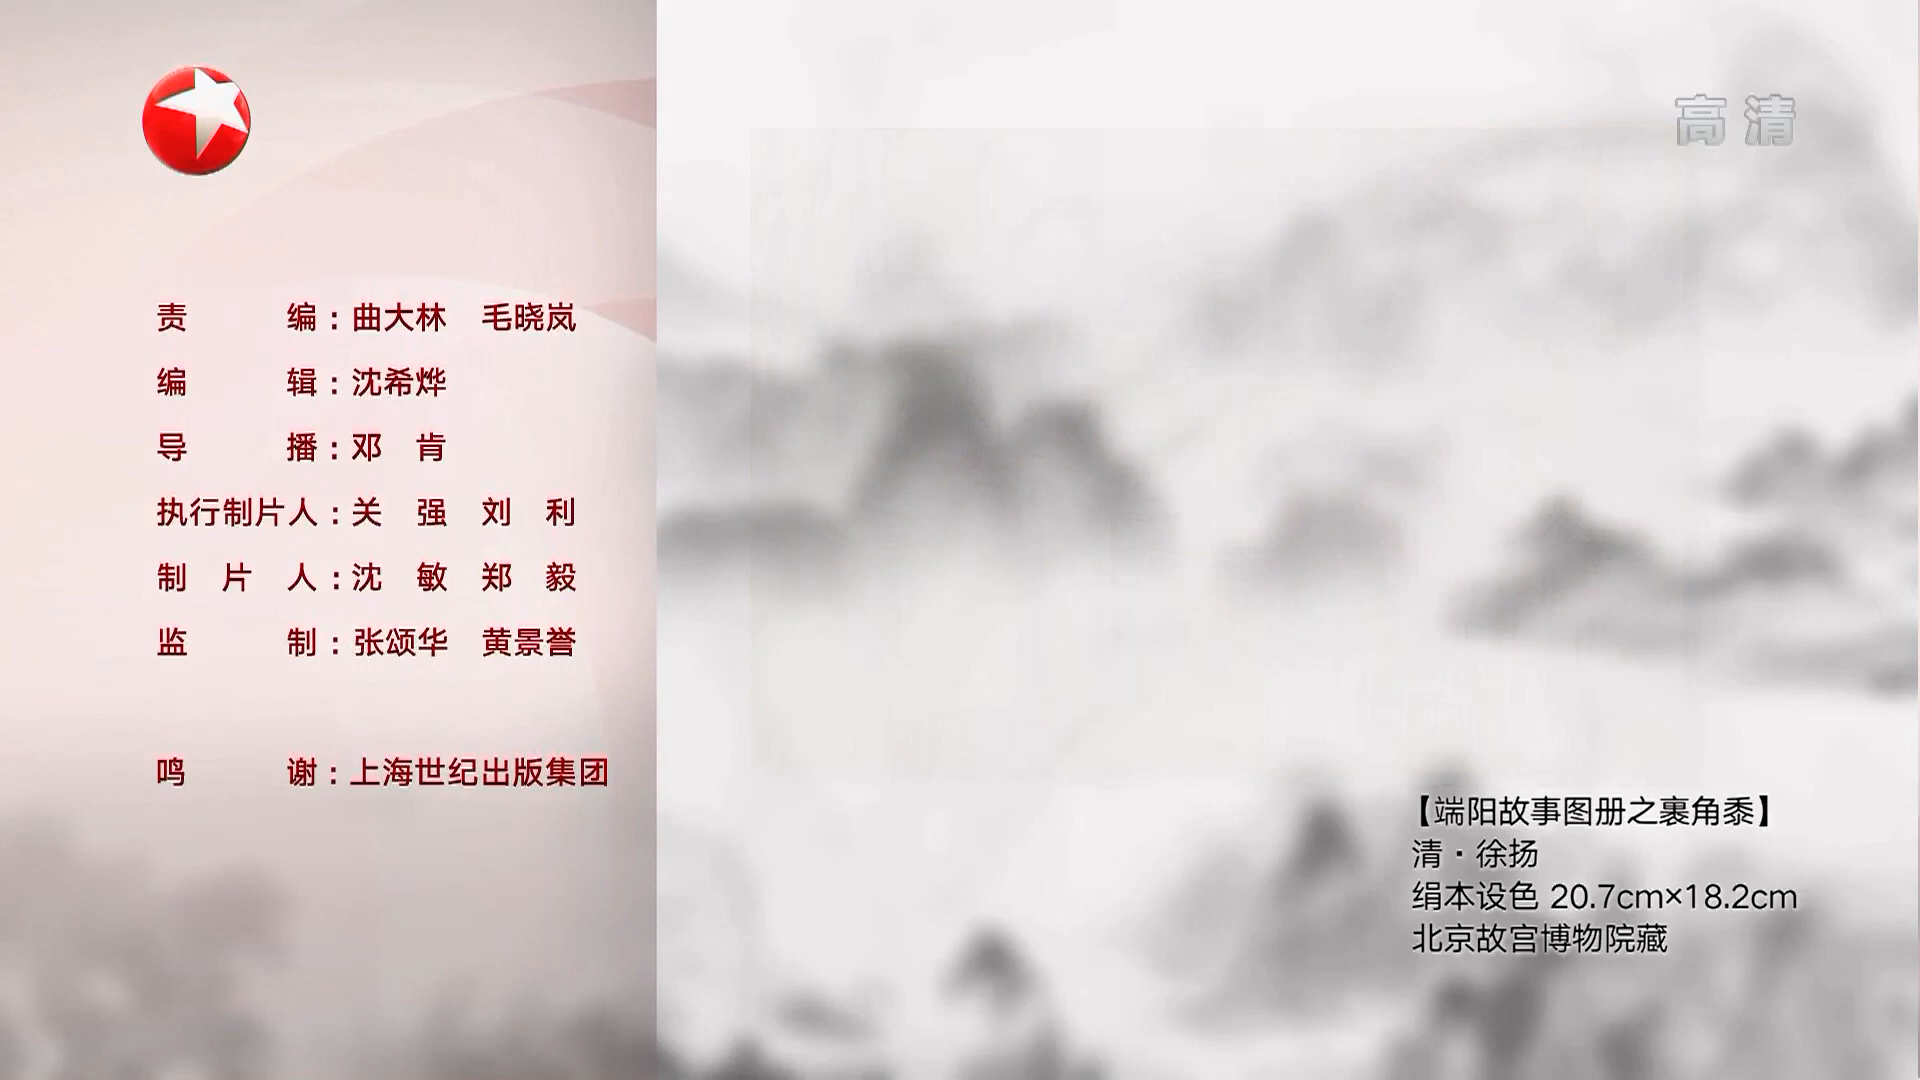 高清
责编：曲大林 毛晓岚
编辑：沈希烨
导播：邓肯
执行制片人：关强 刘利
制片人：沈敏 郑毅
监制：张颂华 黄景誉
鸣谢：上海世纪出版集团
【端阳故事图册之裹角黍】
清·徐扬
绢本设色 20.7cm×18.2cm
北京故宫博物院藏